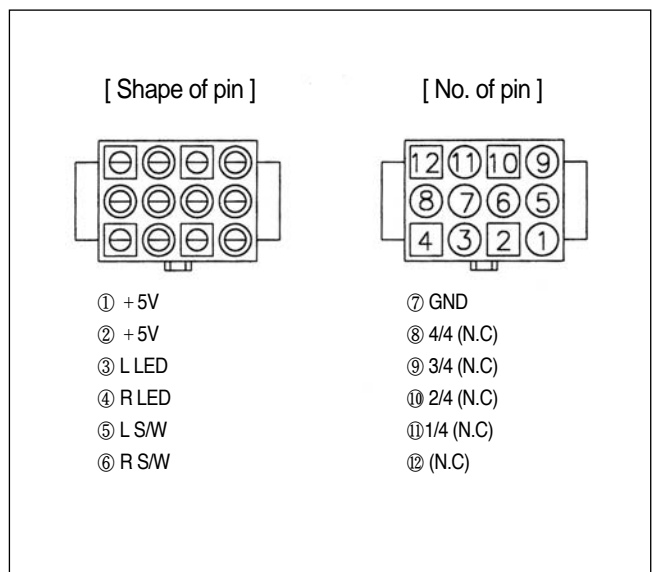 [ Shape of pin ]
[ No. of pin ]
12 11 10 9
8 7 6 5
4 3 2 1
① +5V
② +5V
③ L LED
④ R LED
⑤ L S/W
⑥ R S/W
⑦ GND
⑧ 4/4 (N.C)
⑨ 3/4 (N.C)
⑩ 2/4 (N.C)
⑪1/4 (N.C)
⑫ (N.C)